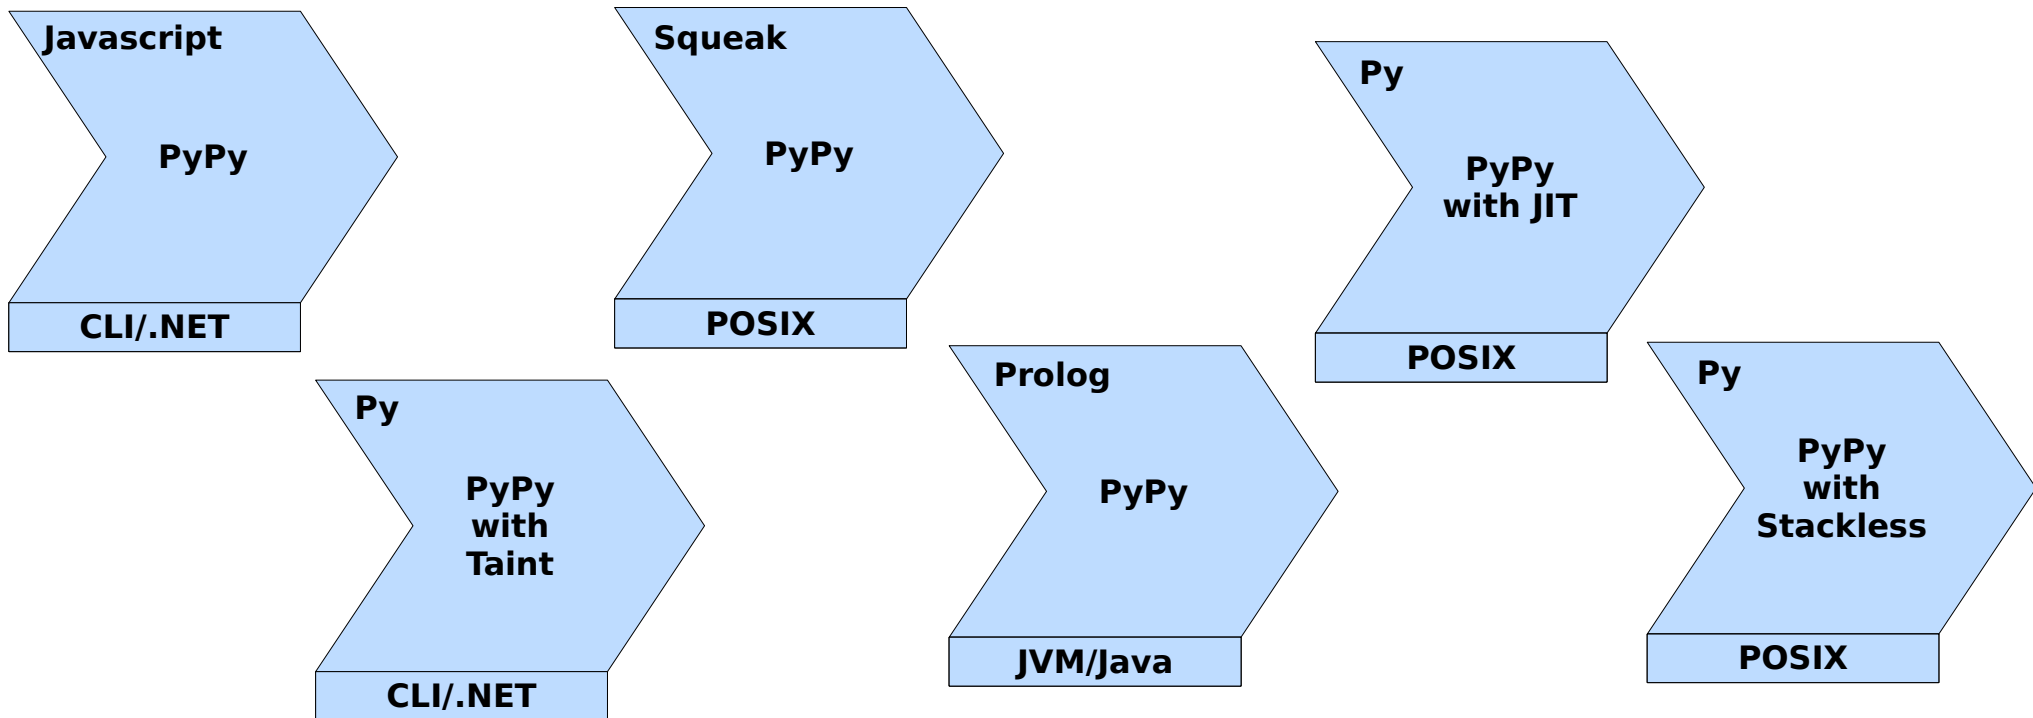 Javascript
PyPy
CLI/.NET
Squeak
PyPy
POSIX
Py
PyPy
with JIT
POSIX
Py
PyPy
with
Taint
CLI/.NET
Prolog
PyPy
JVM/Java
Py
PyPy
with
Stackless
POSIX